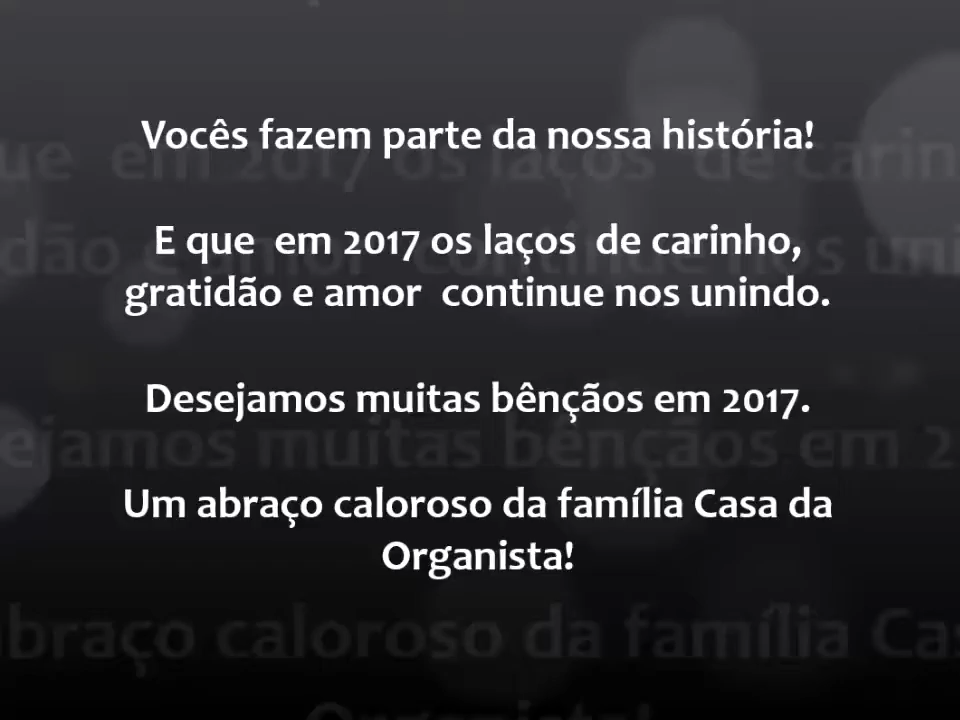 Vocês fazem parte da nossa história!
E que  em 2017 os laços  de carinho,
gratidão e amor  continue nos unindo.
Desejamos muitas bênçãos em 2017.
Um abraço caloroso da família Casa da
Organista!